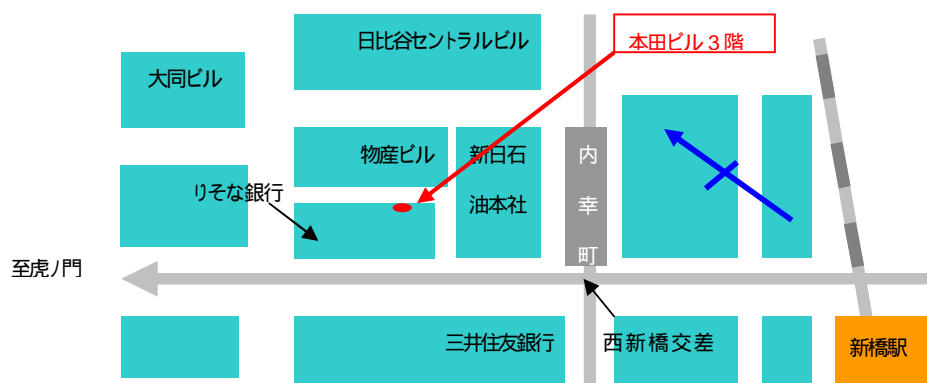 日比谷セントラルビル
本田ビル３階
大同ビル
物産ビル
新日石
油本社
内幸町
りそな銀行
至虎ノ門
三井住友銀行
西新橋交差
新橋駅